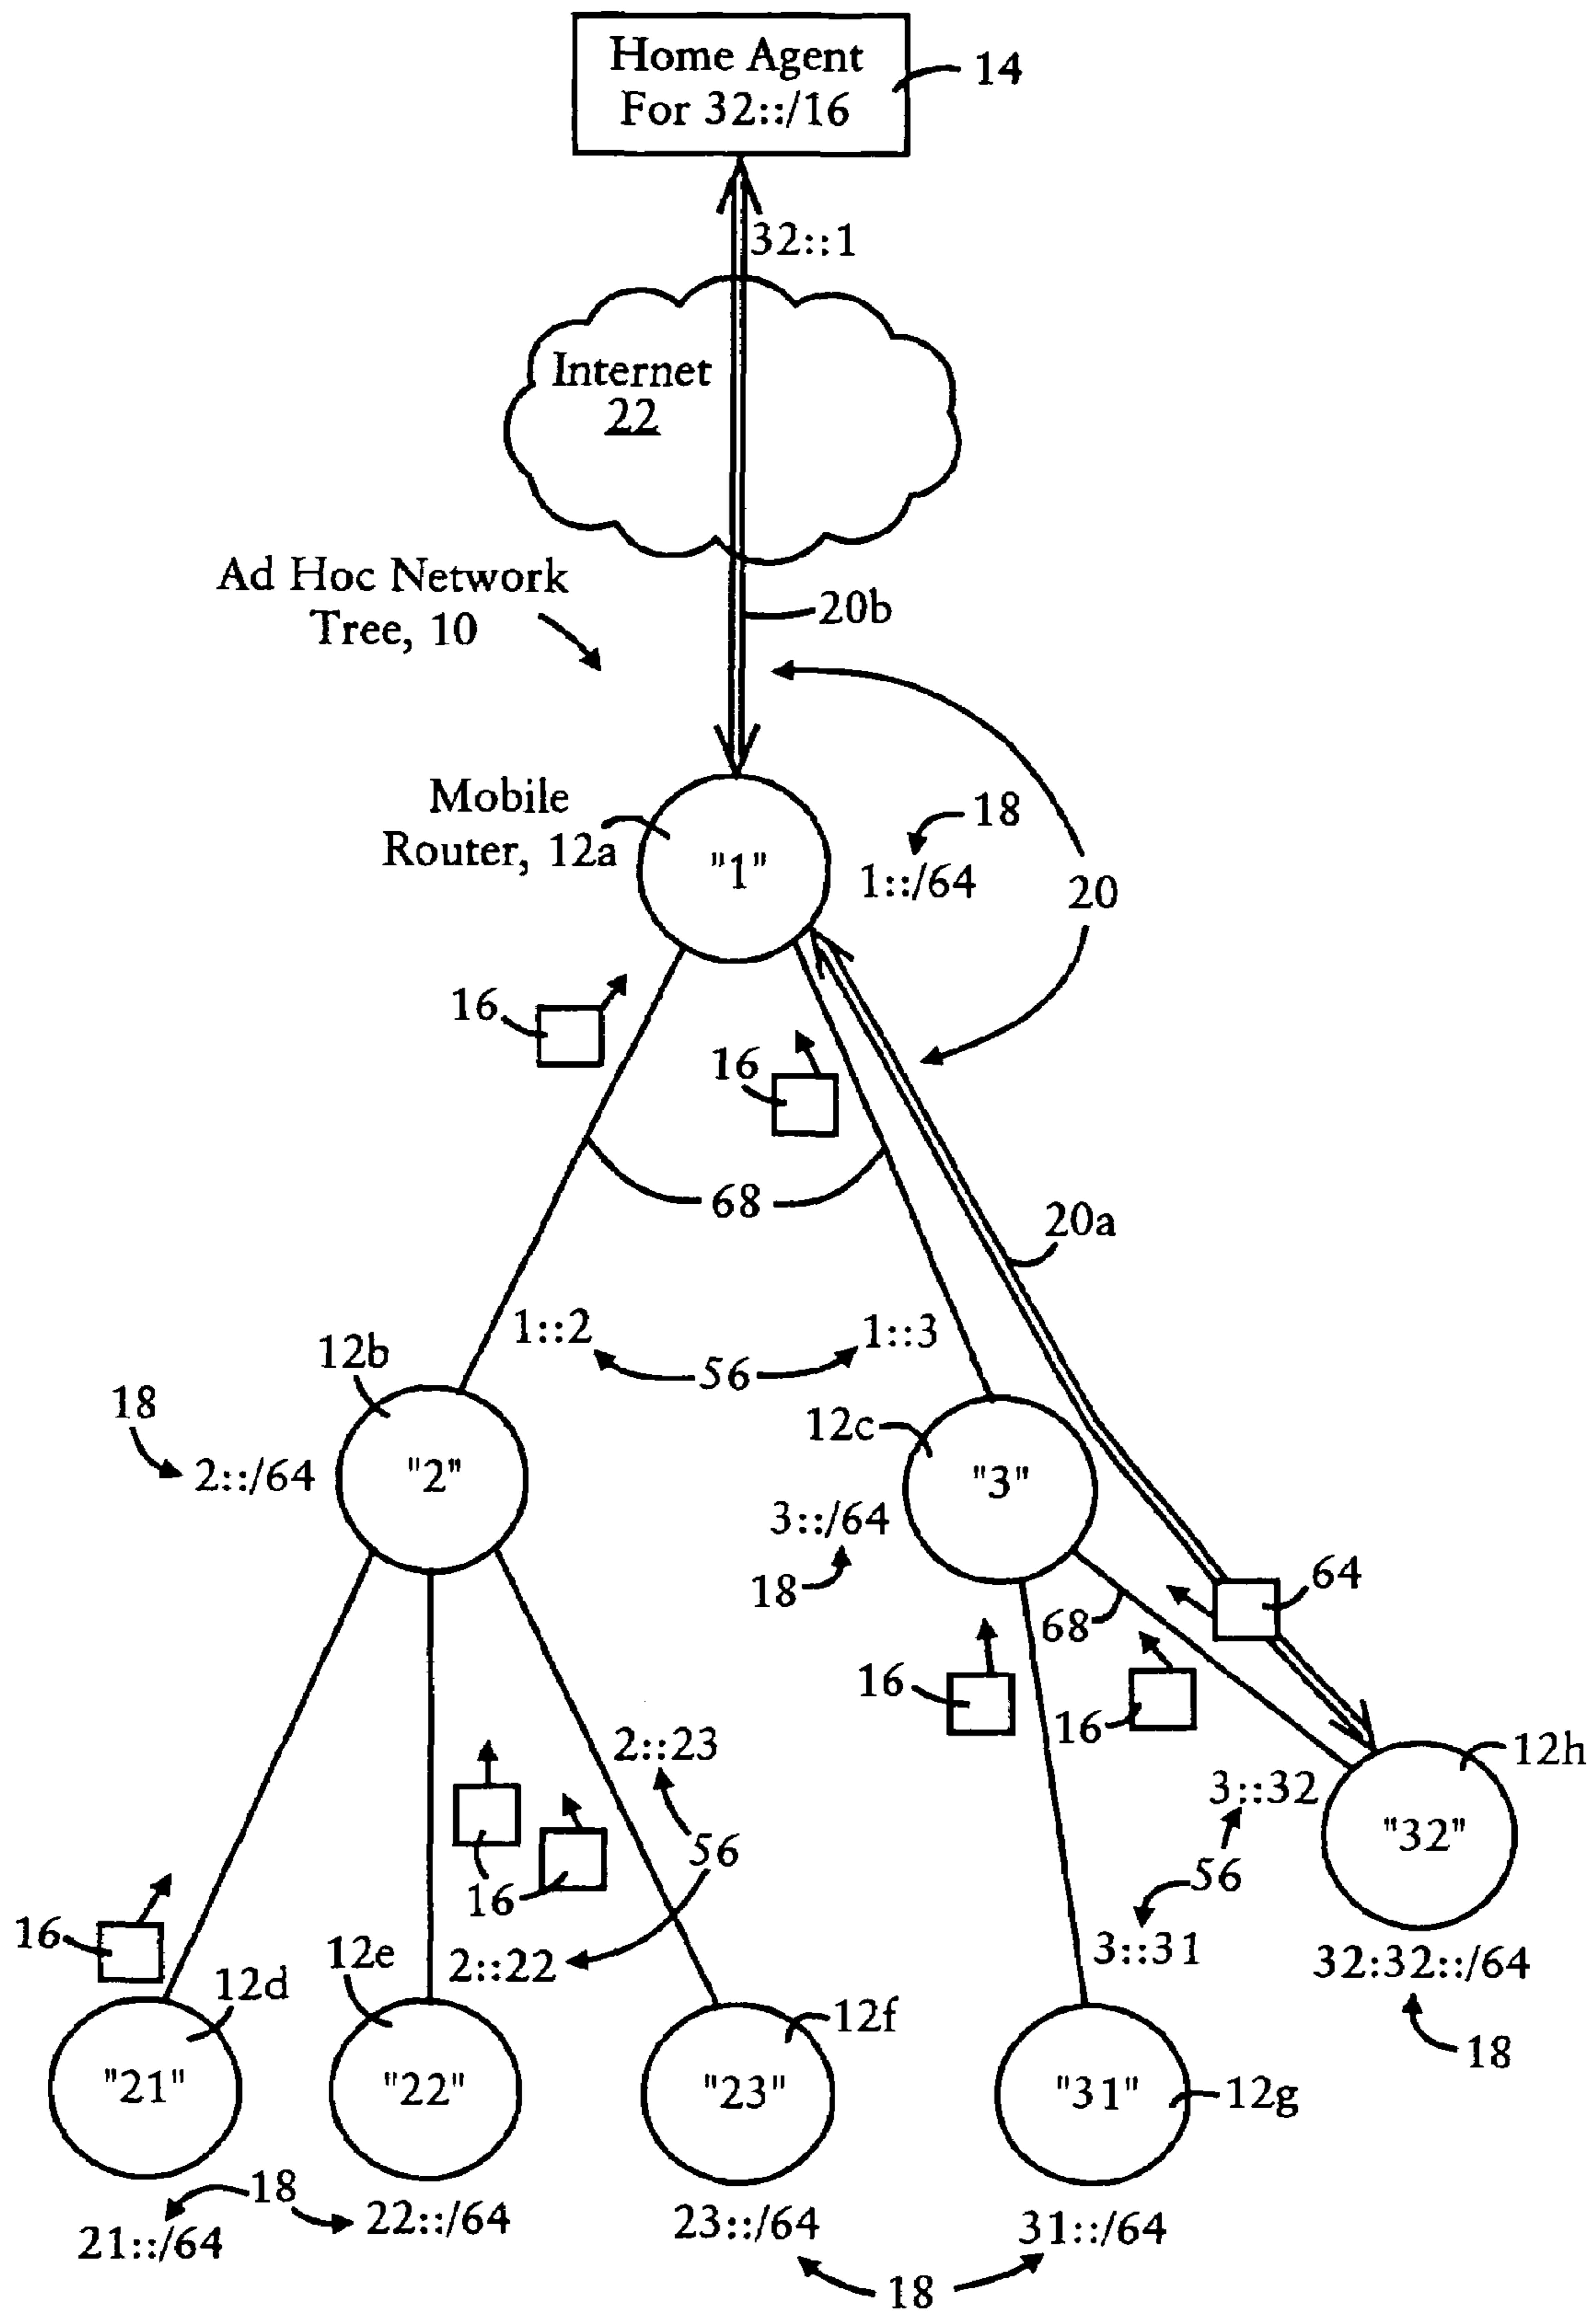 Home Agent
For 32::/16
14
32::1
Internet
22
Ad Hoc Network
Tree, 10
20b
Mobile
Router, 12a
"1"
18
1::/64
20
16
16
68
20a
1::2
1::3
56
12b
18
2::/64
"2"
12c
"3"
3::/64
18
68
64
16
16
2::23
12h
3::32
"32"
56
56
16
16
3::31
32:32::/64
18
12d
12e
2::22
12f
"21"
"22"
"23"
"31"
12g
18
21::/64
22::/64
23::/64
31::/64
18